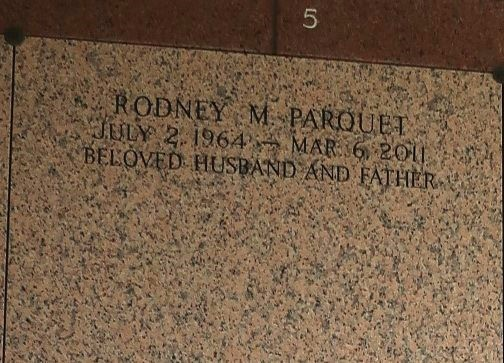 5
RODNEY M PARQUET
JULY 2, 1964 — MAR. 6, 2011
BELOVED HUSBAND AND FATHER